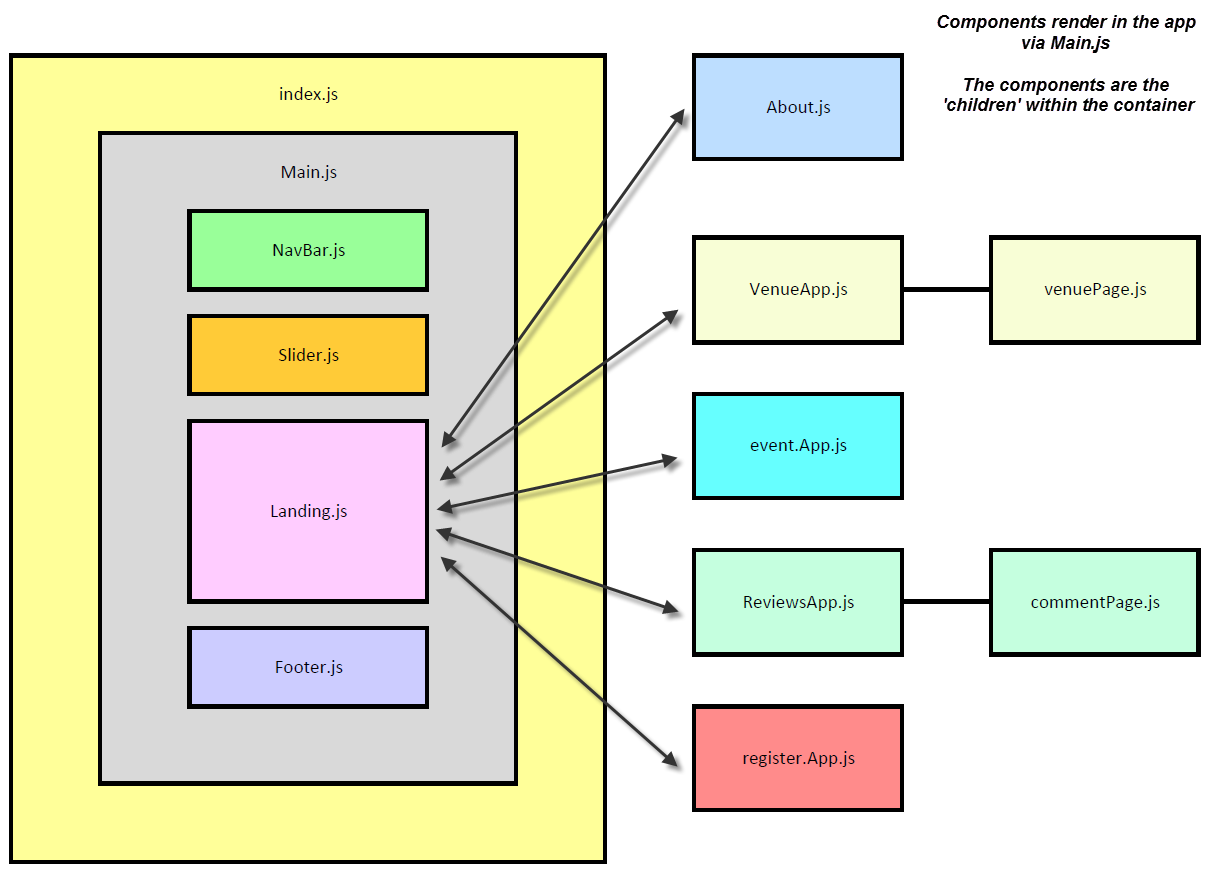 Components render in the app
via Main.js
The components are the
'children' within the container
index.js
Main.js
NavBar.js
Slider.js
Landing.js
Footer.js
About.js
VenueApp.js
venuePage.js
event.App.js
ReviewsApp.js
commentPage.js
register.App.js